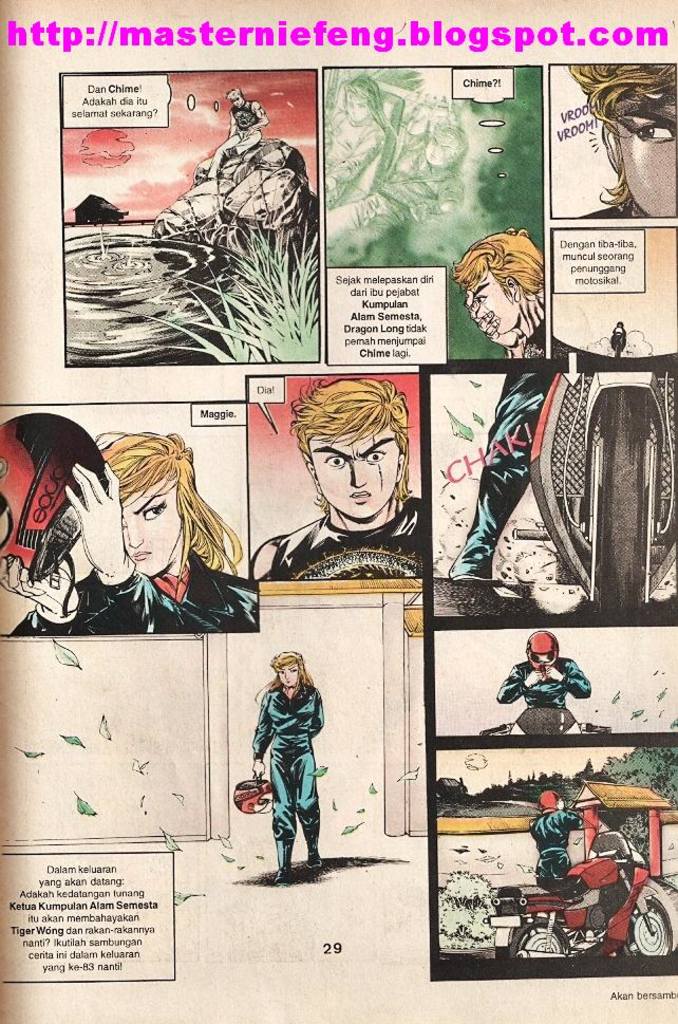 http://masterniefeng.blogspot.com
Dan Chime!
Adakah dia itu
selamat sekarang?
Chime?!
Sejak melepaskan diri
dari ibu pejabat
Kumpulan
Alam Semesta,
Dragon Long tidak
pernah menjumpai
Chime lagi.
VROOM
VROOM!
Dengan tiba-tiba,
muncul seorang
penunggang
motosikal.
Maggie.
Dia!
CHAK!
Dalam keluaran
yang akan datang:
Adakah kedatangan tunang
Ketua Kumpulan Alam Semesta
itu akan membahayakan
Tiger Wong dan rakan-rakannya
nanti? Ikutilah sambungan
cerita ini dalam keluaran
yang ke-83 nanti!
29
Akan bersamb